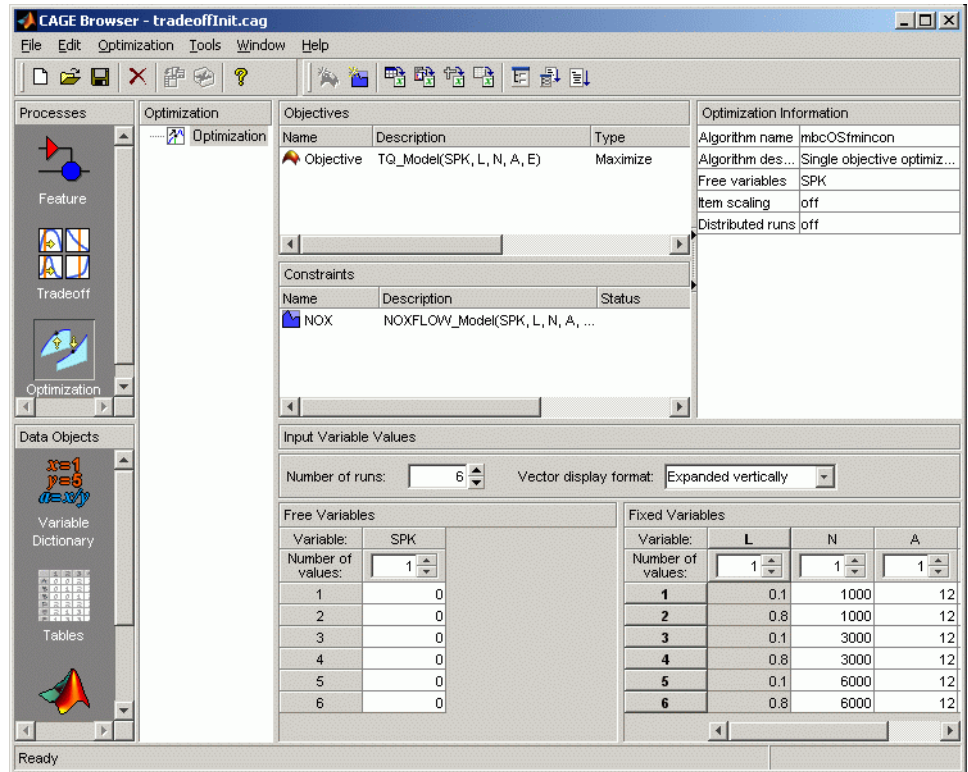 CAGE Browser - tradeoffInit.cag
File Edit Optimization Tools Window Help
Processes
Feature
Tradeoff
Optimization
Optimization
Optimization
Objectives
Name Description Type
Objective TQ_Model(SPK, L, N, A, E) Maximize
Constraints
Name Description Status
NOX NOXFLOW_Model(SPK, L, N, A, ...
Optimization Information
Algorithm name mbcOSfmincon
Algorithm des... Single objective optimiz...
Free variables SPK
Item scaling off
Distributed runs off
Data Objects
x=1
y=5
a=x/y
Variable
Dictionary
Tables
Input Variable Values
Number of runs: 6 Vector display format: Expanded vertically
Free Variables
Variable: SPK
Number of values: 1
1 0
2 0
3 0
4 0
5 0
6 0
Fixed Variables
Variable: L N A
Number of values: 1 1 1
1 0.1 1000 12
2 0.8 1000 12
3 0.1 3000 12
4 0.8 3000 12
5 0.1 6000 12
6 0.8 6000 12
Ready